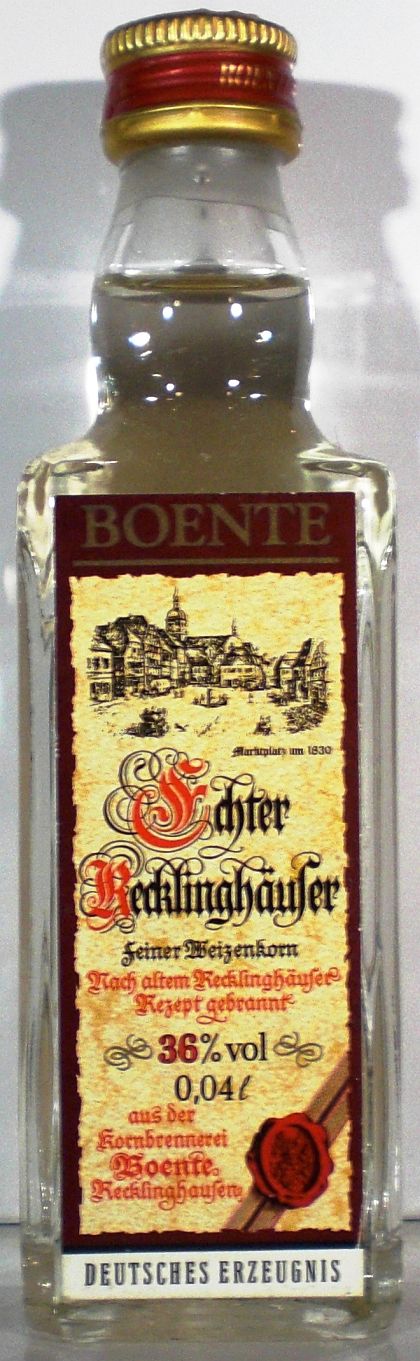 BOENTE
Marktplatz um 1830
Echter
Recklinghäuser
feiner Weizenkorn
Nach altem Recklinghäuser
Rezept gebrannt
36% vol
0,04 l
aus der
Kornbrennerei
Boente
Recklinghausen
DEUTSCHES ERZEUGNIS